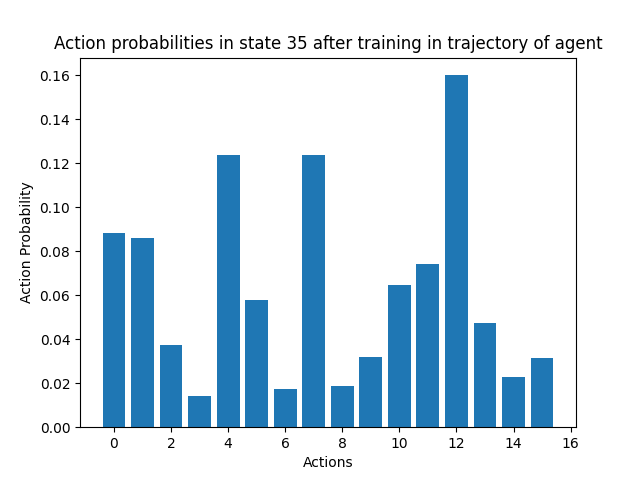 Action probabilities in state 35 after training in trajectory of agent
0.16
0.14
0.12
0.10
0.08
0.06
0.04
0.02
0.00
Action Probability
0 2 4 6 8 10 12 14 16
Actions